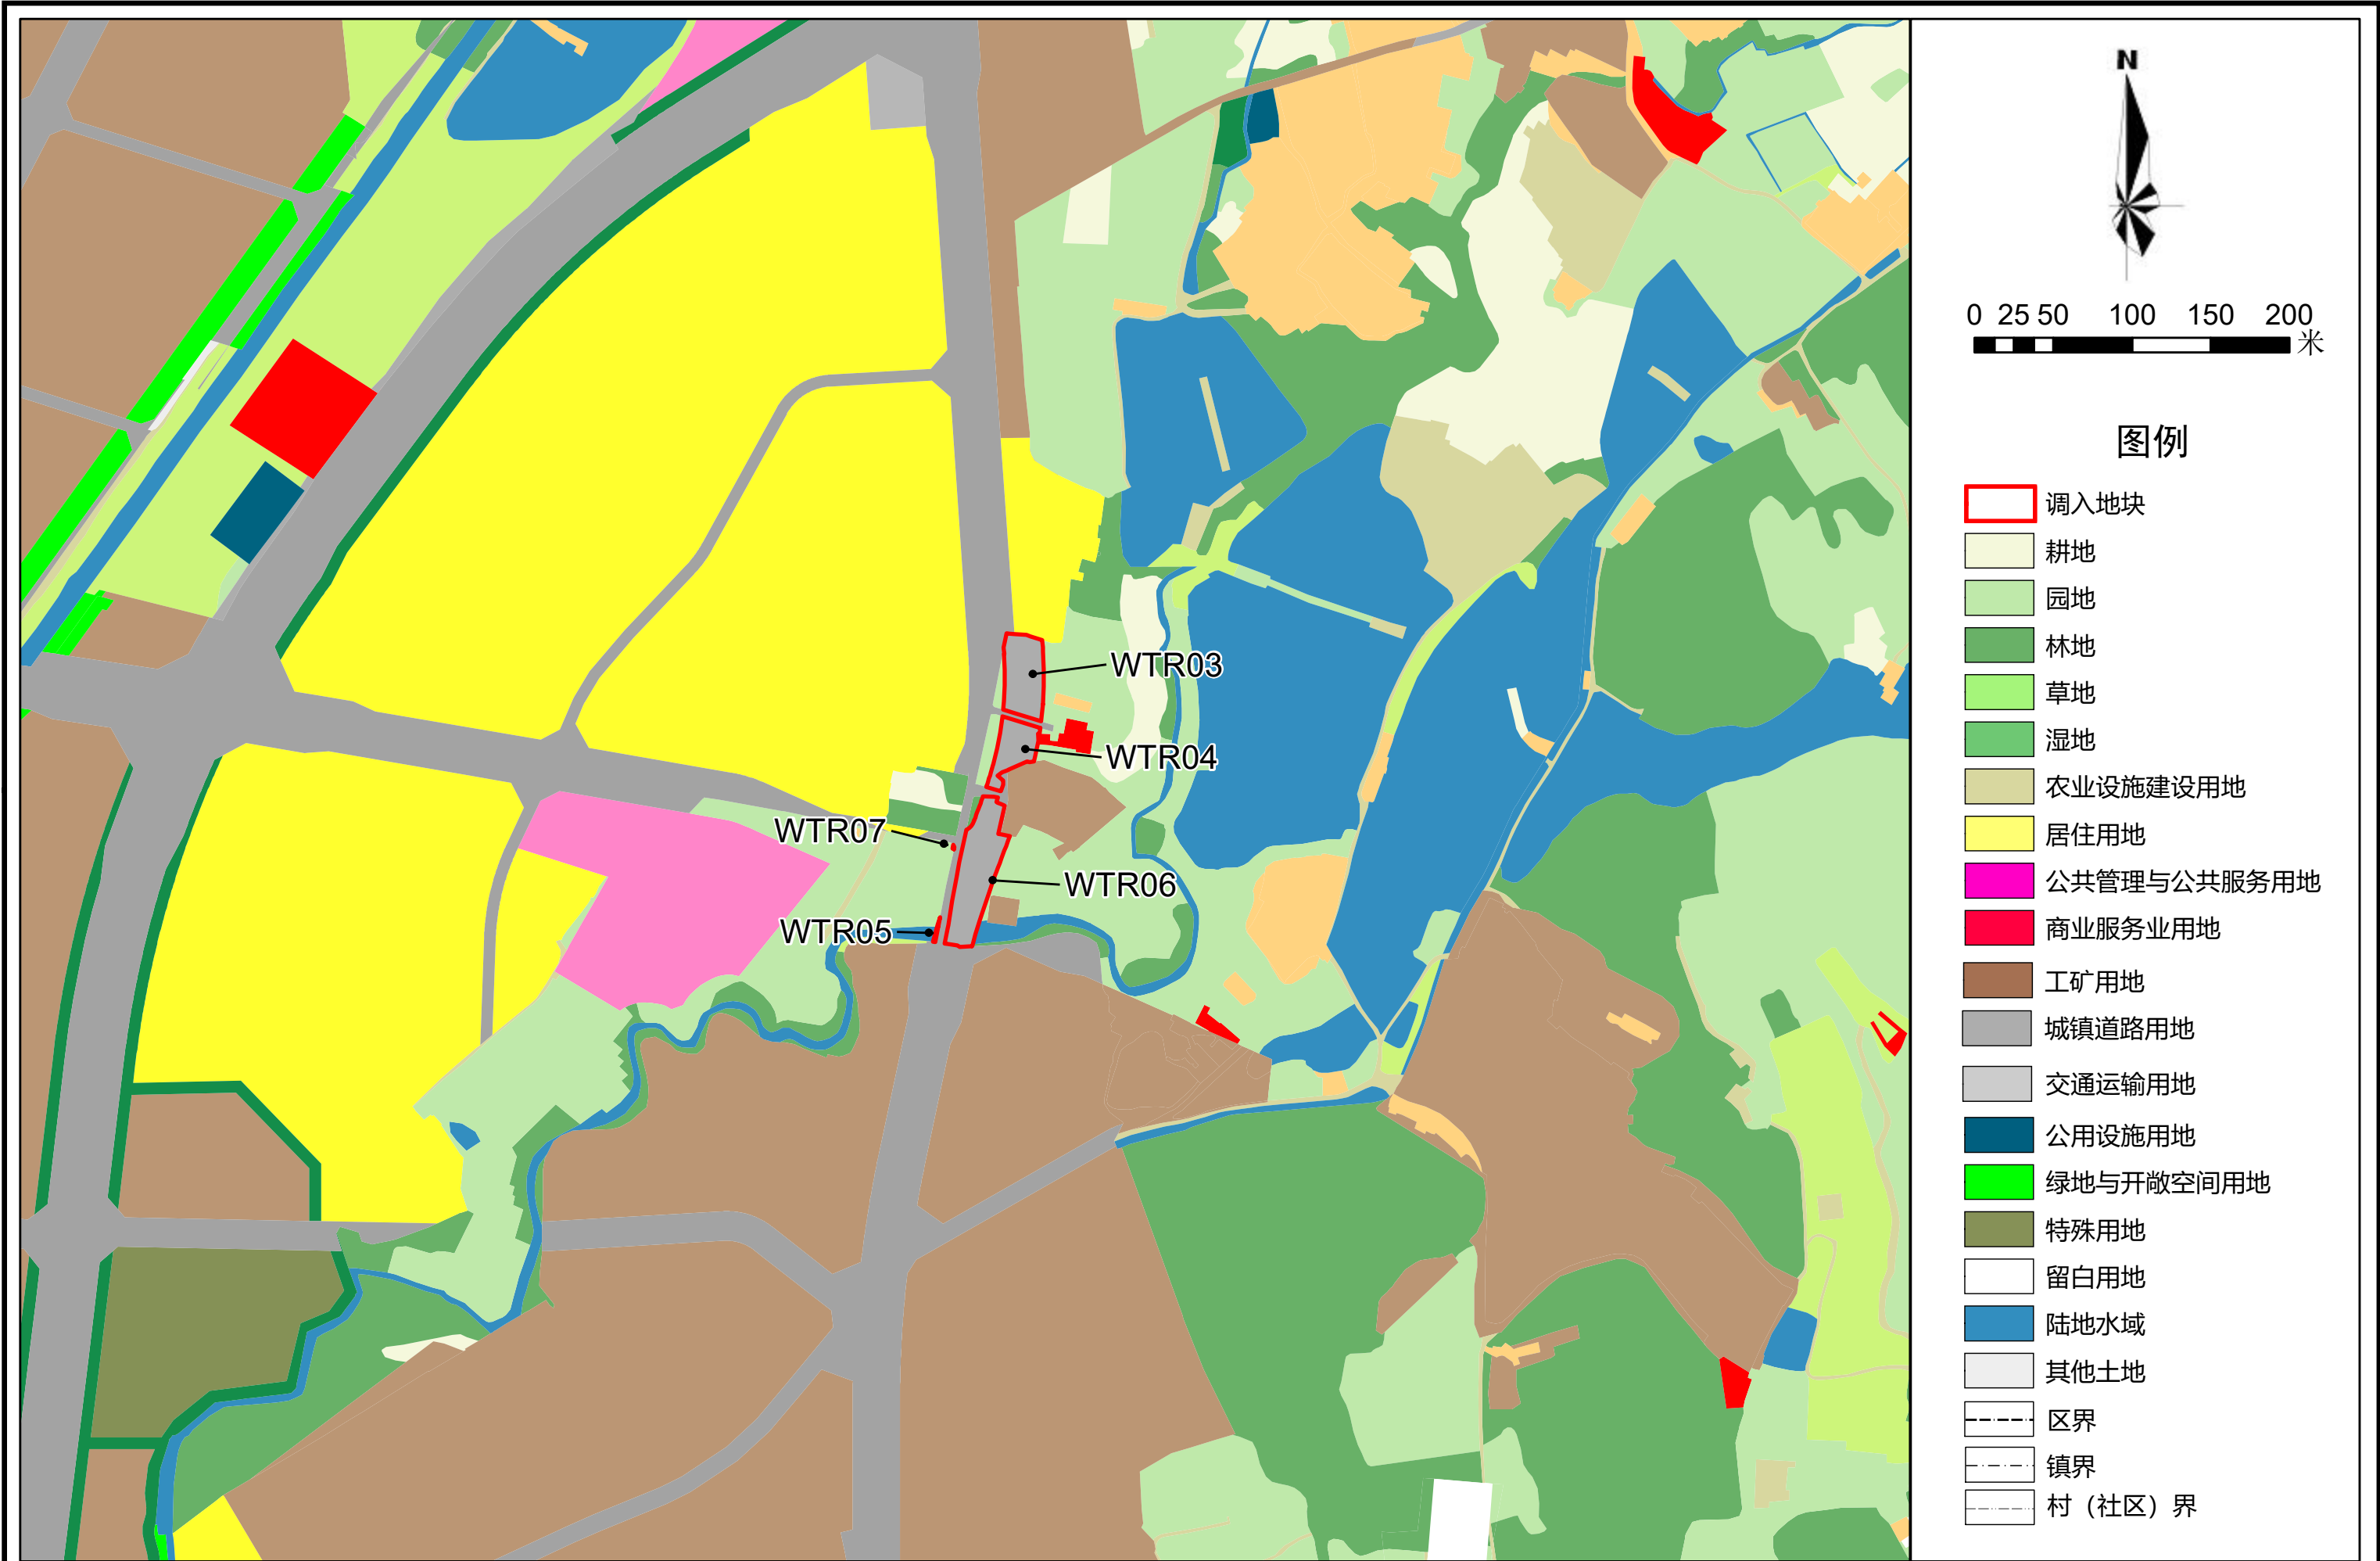 N
0 25 50 100 150 200
米
图例
调入地块
耕地
园地
林地
草地
湿地
农业设施建设用地
居住用地
公共管理与公共服务用地
商业服务业用地
工矿用地
城镇道路用地
交通运输用地
公用设施用地
绿地与开敞空间用地
特殊用地
留白用地
陆地水域
其他土地
区界
镇界
村（社区）界
WTR03
WTR04
WTR07
WTR06
WTR05